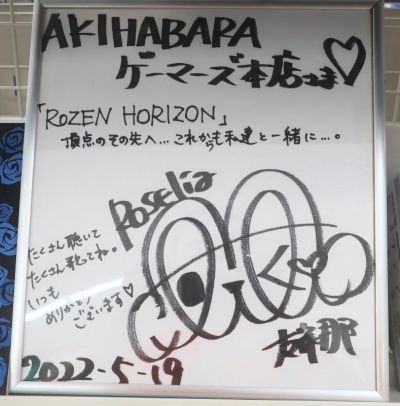 AKIHABARA
ゲーマーズ本店さま♡
「ROZEN HORIZON」
頂点のその先へ…これからも私達と一緒に…。
Roselia
たくさん聴いて
たくさん歌ってね。
いつも
ありがとう
ございます♡
友希那
2022-5-19